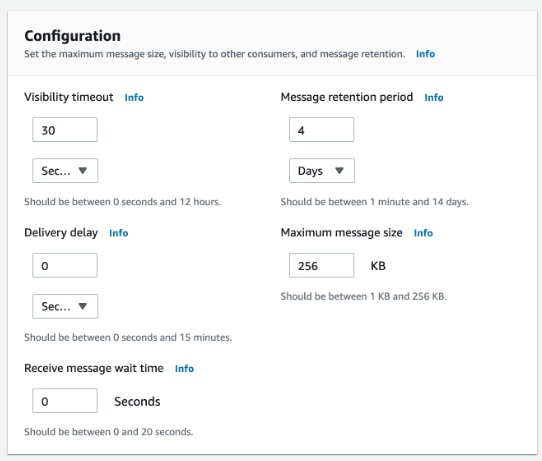 Configuration
Set the maximum message size, visibility to other consumers, and message retention. Info
Visibility timeout Info
30
Sec...
Should be between 0 seconds and 12 hours.
Message retention period Info
4
Days
Should be between 1 minute and 14 days.
Delivery delay Info
0
Sec...
Should be between 0 seconds and 15 minutes.
Maximum message size Info
256 KB
Should be between 1 KB and 256 KB.
Receive message wait time Info
0 Seconds
Should be between 0 and 20 seconds.